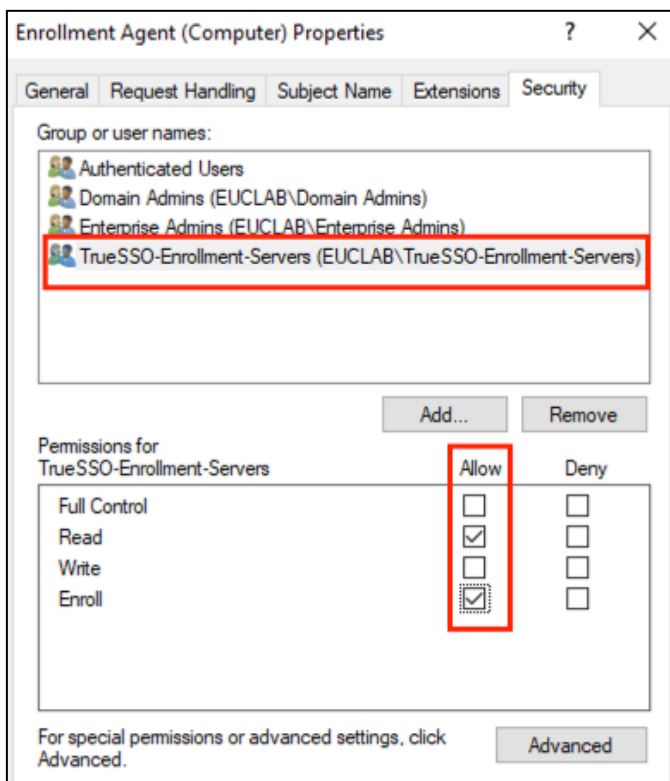 Enrollment Agent (Computer) Properties ? ×
General Request Handling Subject Name Extensions Security
Group or user names:
Authenticated Users
Domain Admins (EUCLAB\Domain Admins)
Enterprise Admins (EUCLAB\Enterprise Admins)
TrueSSO-Enrollment-Servers (EUCLAB\TrueSSO-Enrollment-Servers)
Add... Remove
Permissions for
TrueSSO-Enrollment-Servers Allow Deny
Full Control
Read
Write
Enroll
For special permissions or advanced settings, click
Advanced. Advanced